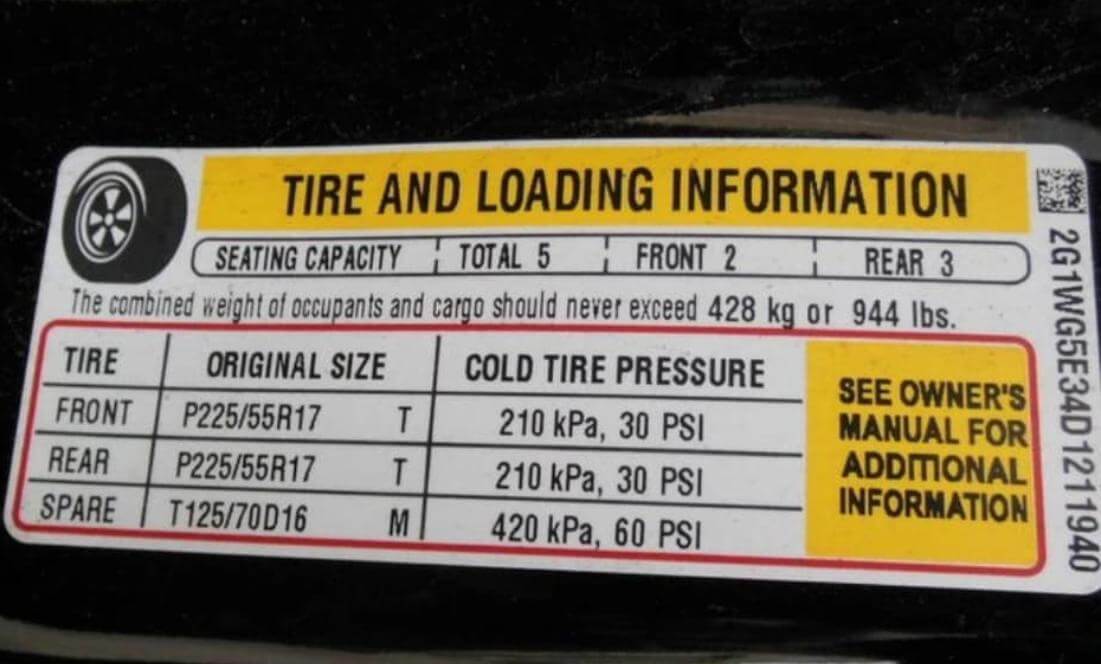 TIRE AND LOADING INFORMATION
SEATING CAPACITY TOTAL 5 FRONT 2 REAR 3
The combined weight of occupants and cargo should never exceed 428 kg or 944 lbs.
TIRE ORIGINAL SIZE COLD TIRE PRESSURE
FRONT P225/55R17 T 210 kPa, 30 PSI
REAR P225/55R17 T 210 kPa, 30 PSI
SPARE T125/70D16 M 420 kPa, 60 PSI
SEE OWNER'S
MANUAL FOR
ADDITIONAL
INFORMATION
2G1WG5E34D1211940